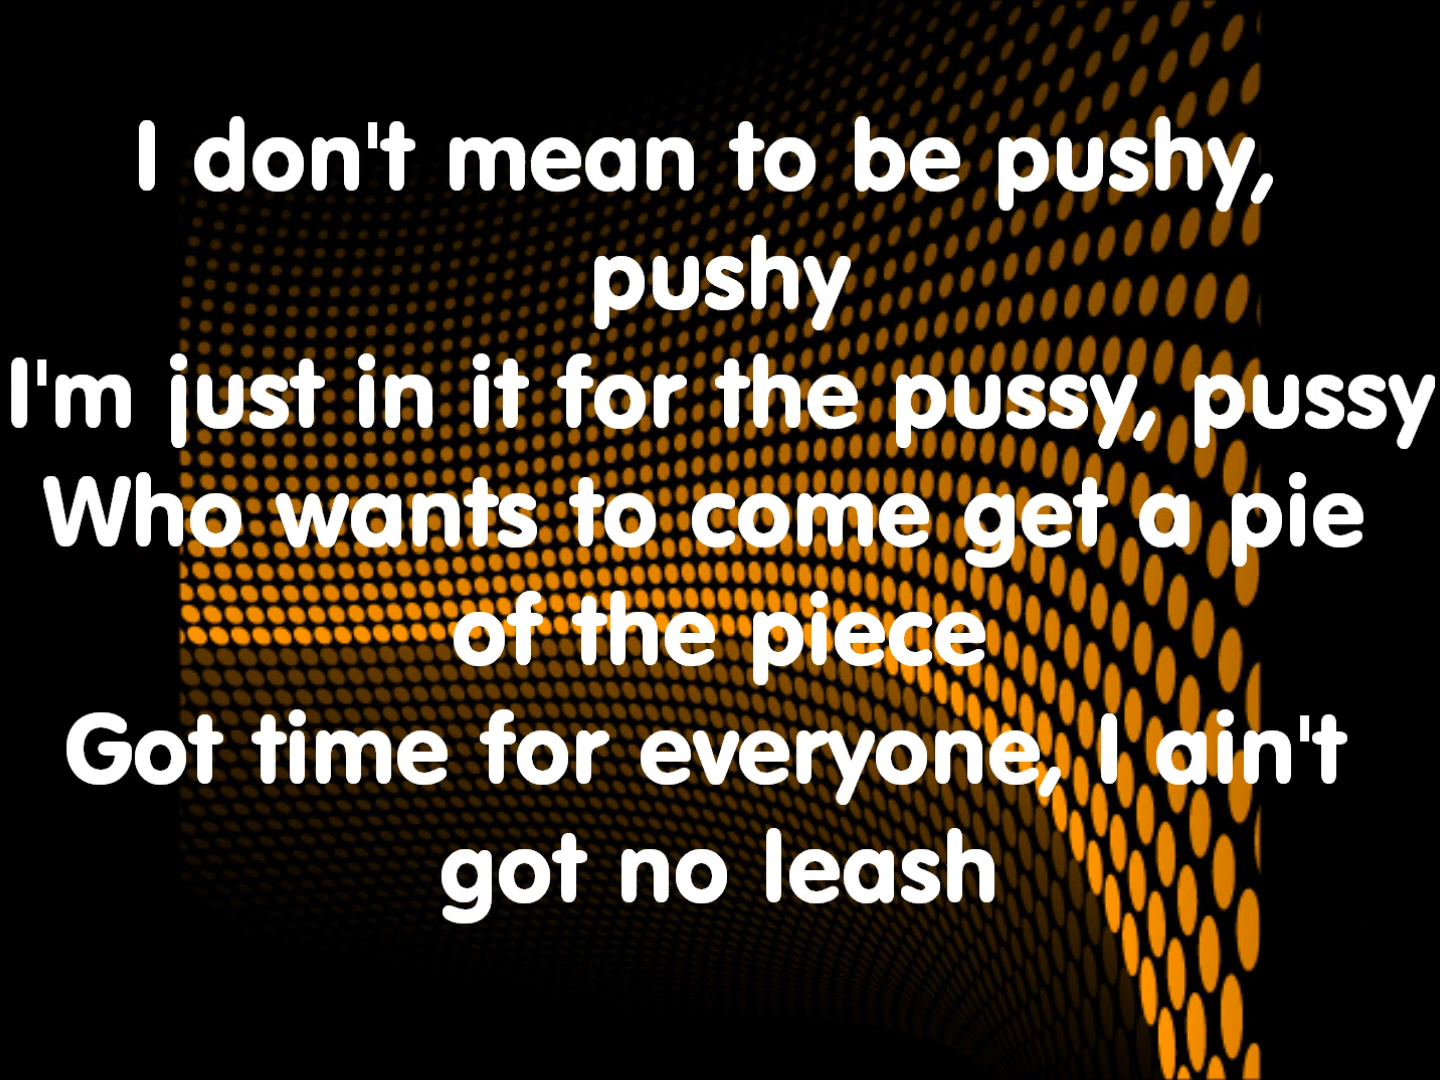 I don't mean to be pushy,
pushy
I'm just in it for the pussy, pussy
Who wants to come get a pie
of the piece
Got time for everyone, I ain't
got no leash